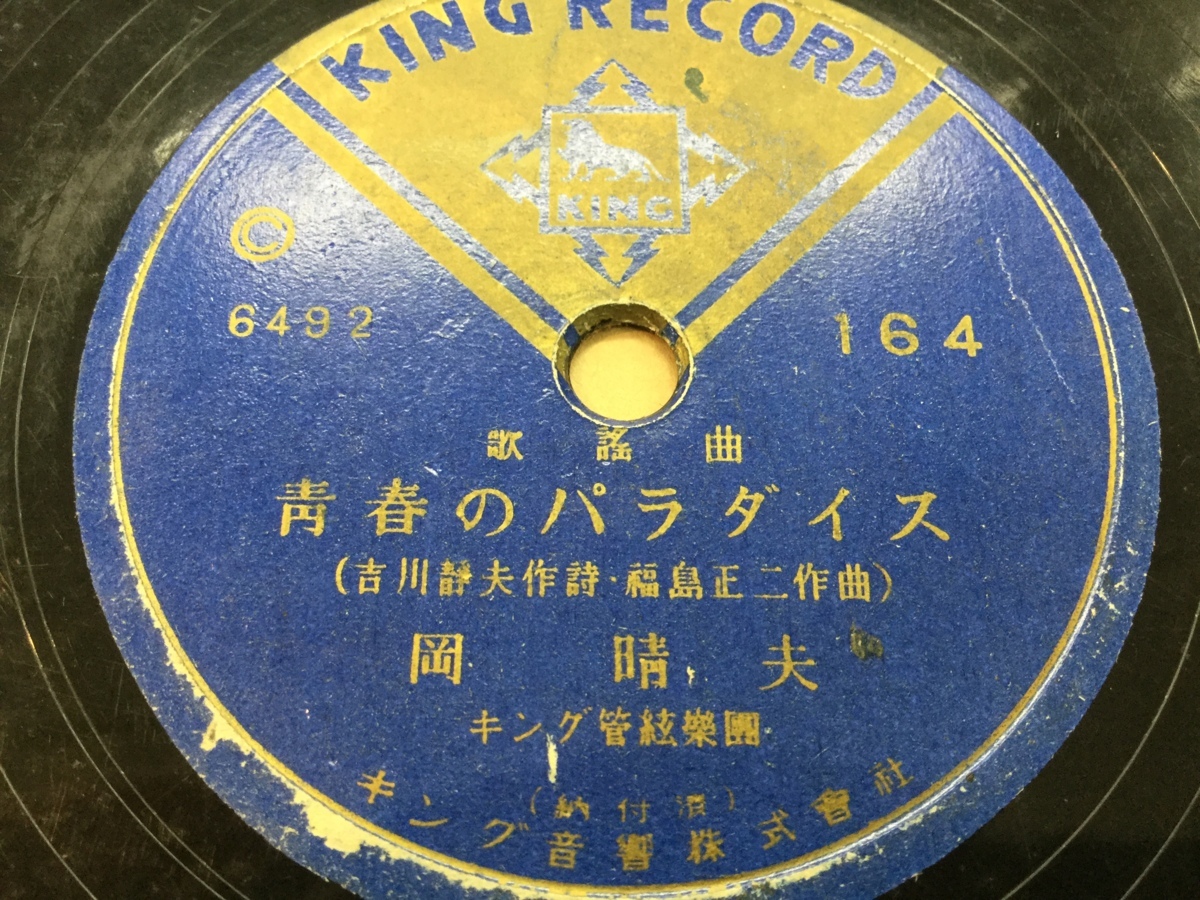 KING RECORD
KING
©
6492
164
歌謠曲
靑春のパラダイス
(吉川靜夫作詩・福島正二作曲)
岡 晴夫
キング管絃樂團
(納付濟)
キング音響株式會社